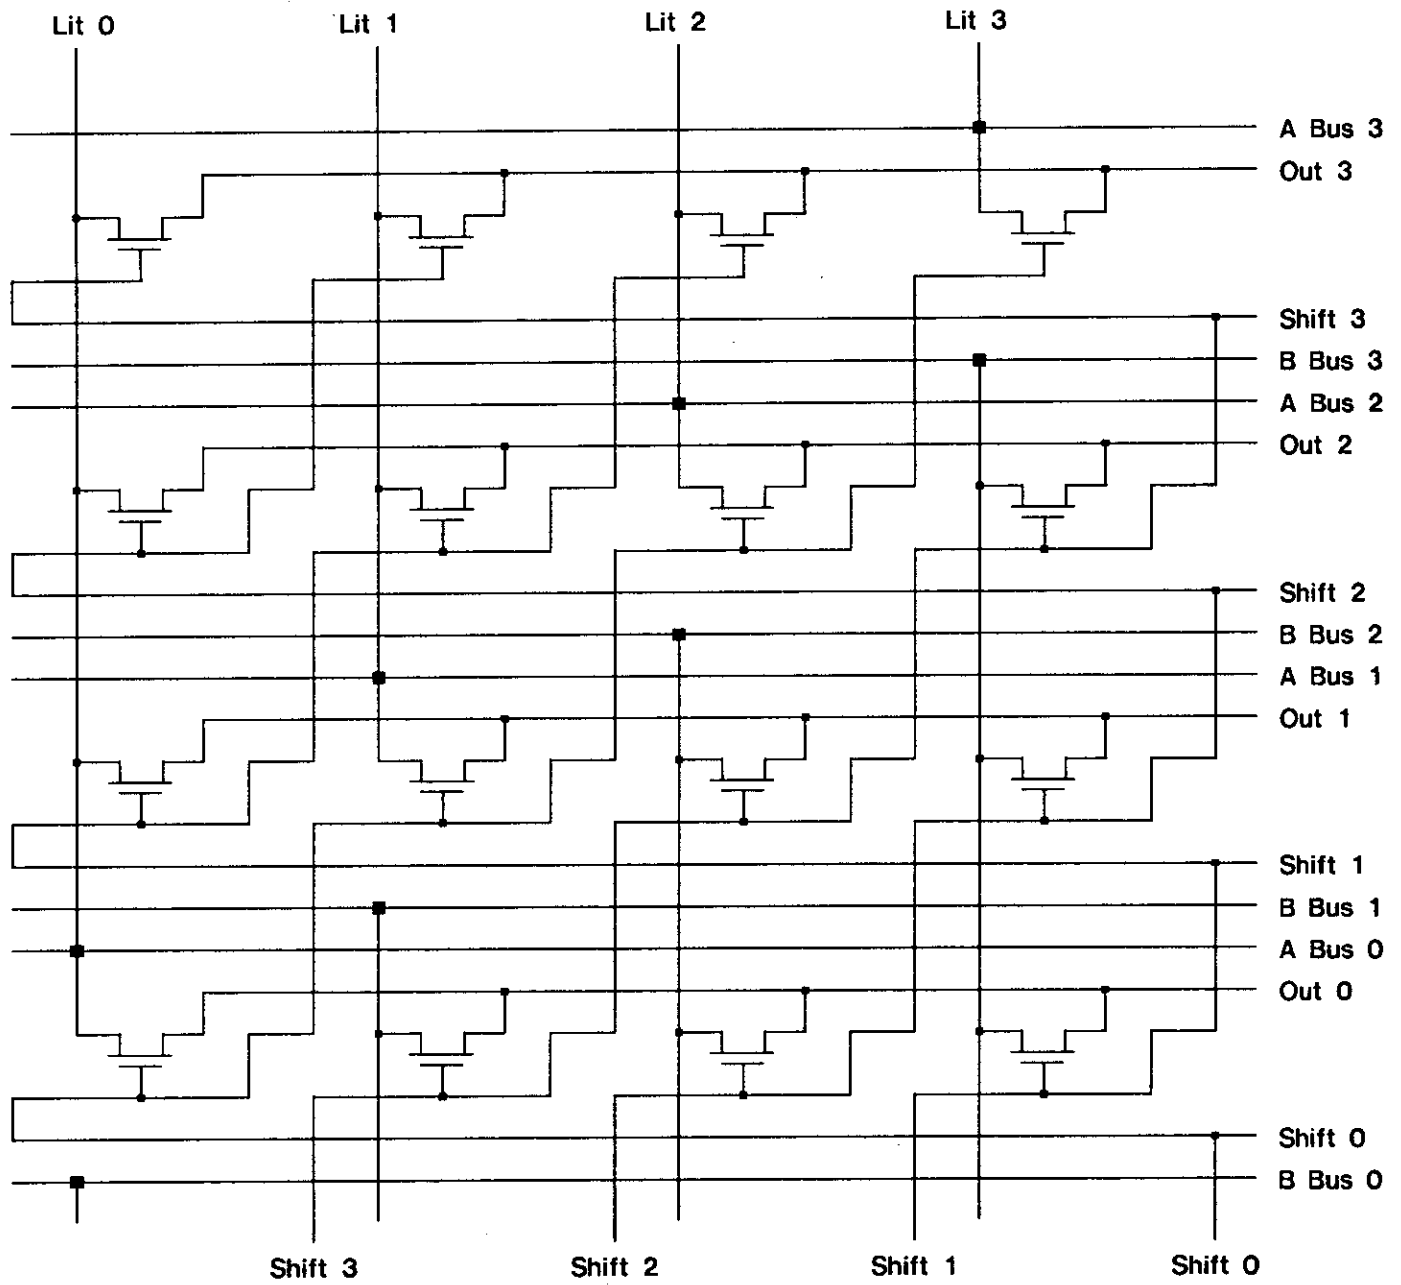 Lit 0 Lit 1 Lit 2 Lit 3
A Bus 3
Out 3
Shift 3
B Bus 3
A Bus 2
Out 2
Shift 2
B Bus 2
A Bus 1
Out 1
Shift 1
B Bus 1
A Bus 0
Out 0
Shift 0
B Bus 0
Shift 3 Shift 2 Shift 1 Shift 0